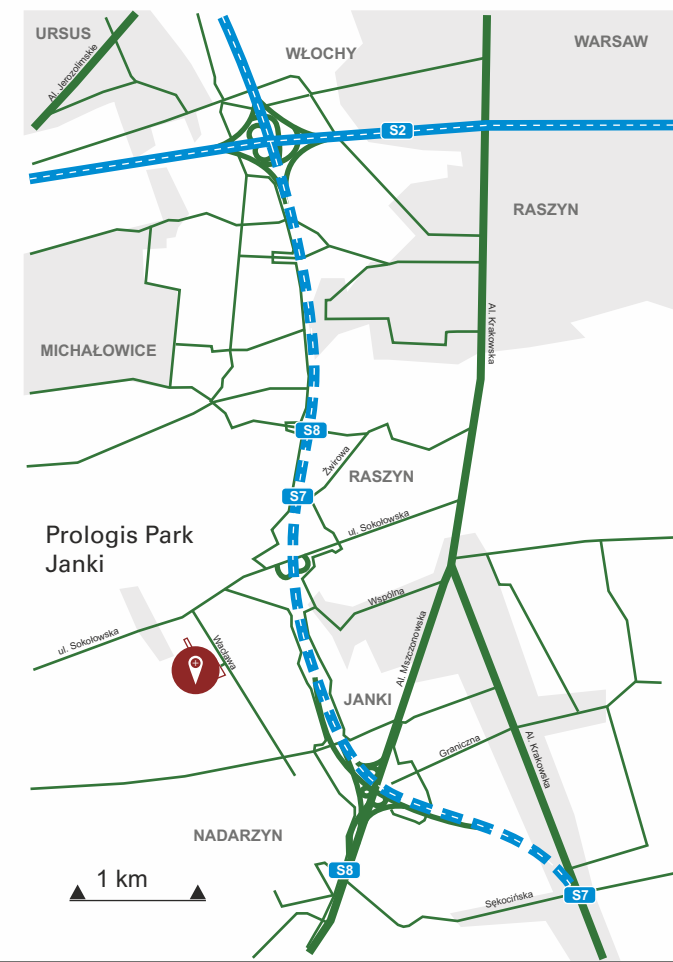 URSUS
WŁOCHY
WARSAW
Al. Jerozolimskie
S2
RASZYN
Al. Krakowska
MICHAŁOWICE
S8
Żwirowa
RASZYN
S7
ul. Sokołowska
Prologis Park
Janki
Wspólna
ul. Sokołowska
Wacława
Al. Mszczonowska
JANKI
Graniczna
Al. Krakowska
NADARZYN
S8
1 km
Sękocińska
S7